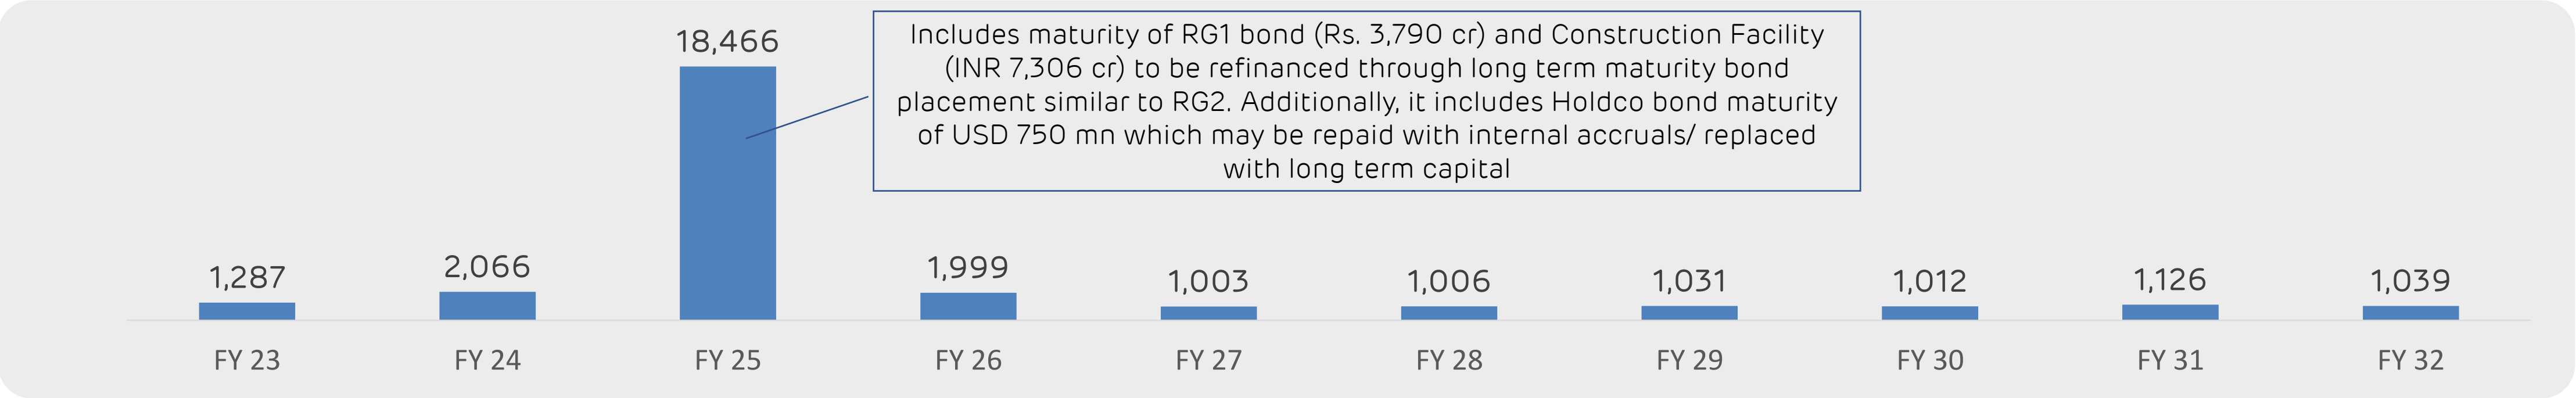 18,466
Includes maturity of RG1 bond (Rs. 3,790 cr) and Construction Facility
(INR 7,306 cr) to be refinanced through long term maturity bond
placement similar to RG2. Additionally, it includes Holdco bond maturity
of USD 750 mn which may be repaid with internal accruals/ replaced
with long term capital
1,287 2,066 1,999 1,003 1,006 1,031 1,012 1,126 1,039
FY 23 FY 24 FY 25 FY 26 FY 27 FY 28 FY 29 FY 30 FY 31 FY 32